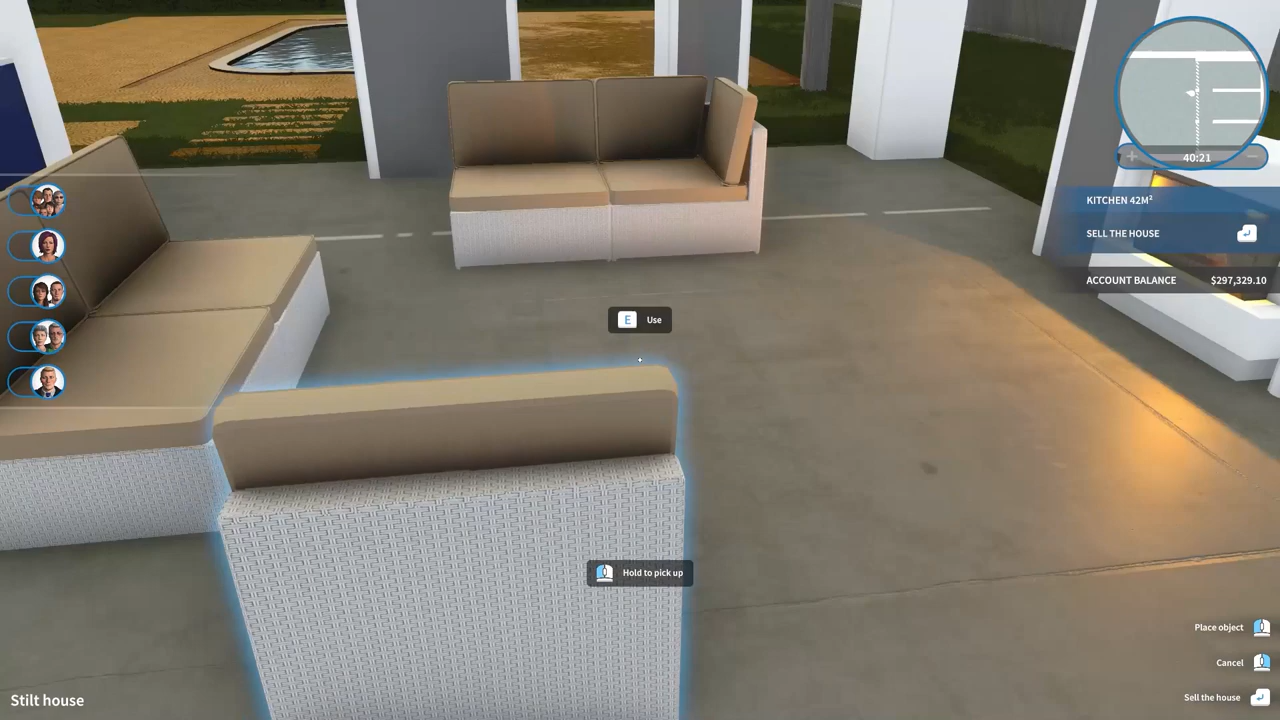 40:21
KITCHEN 42M²
SELL THE HOUSE
ACCOUNT BALANCE $297,329.10
E Use
Hold to pick up
Place object
Cancel
Sell the house
Stilt house